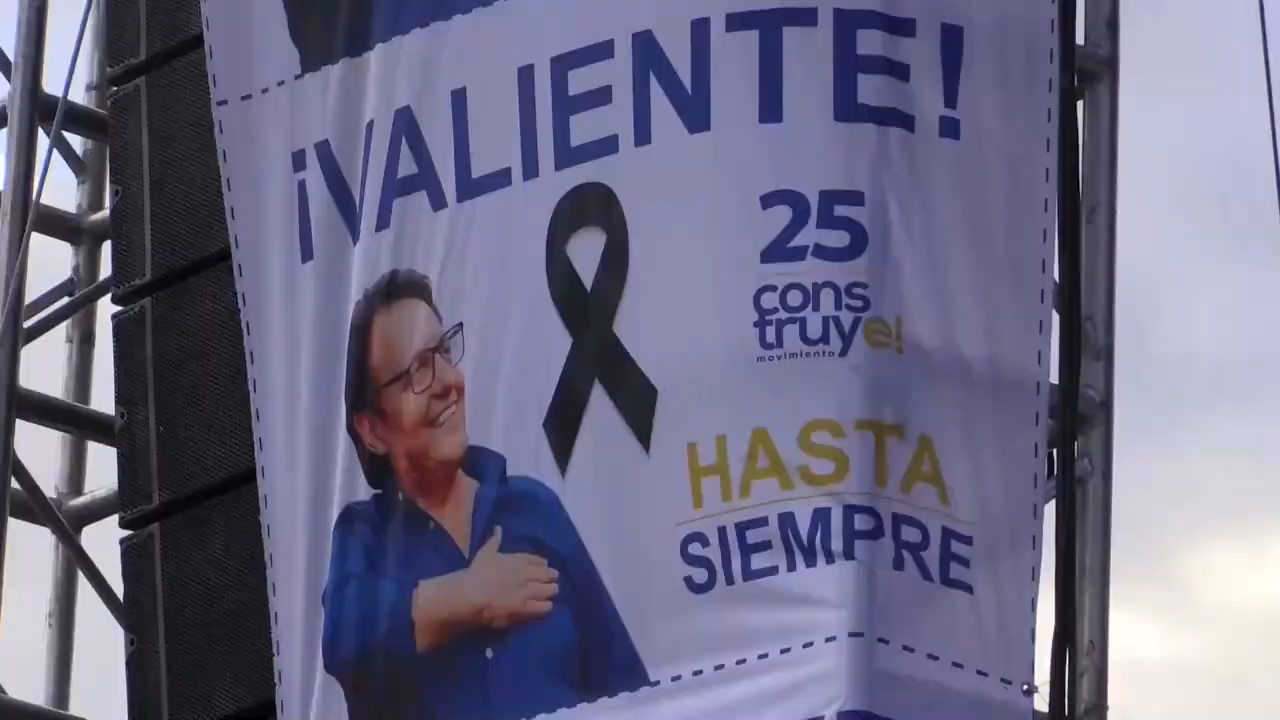 ¡VALIENTE!
25
cons
truye!
movimiento
HASTA
SIEMPRE